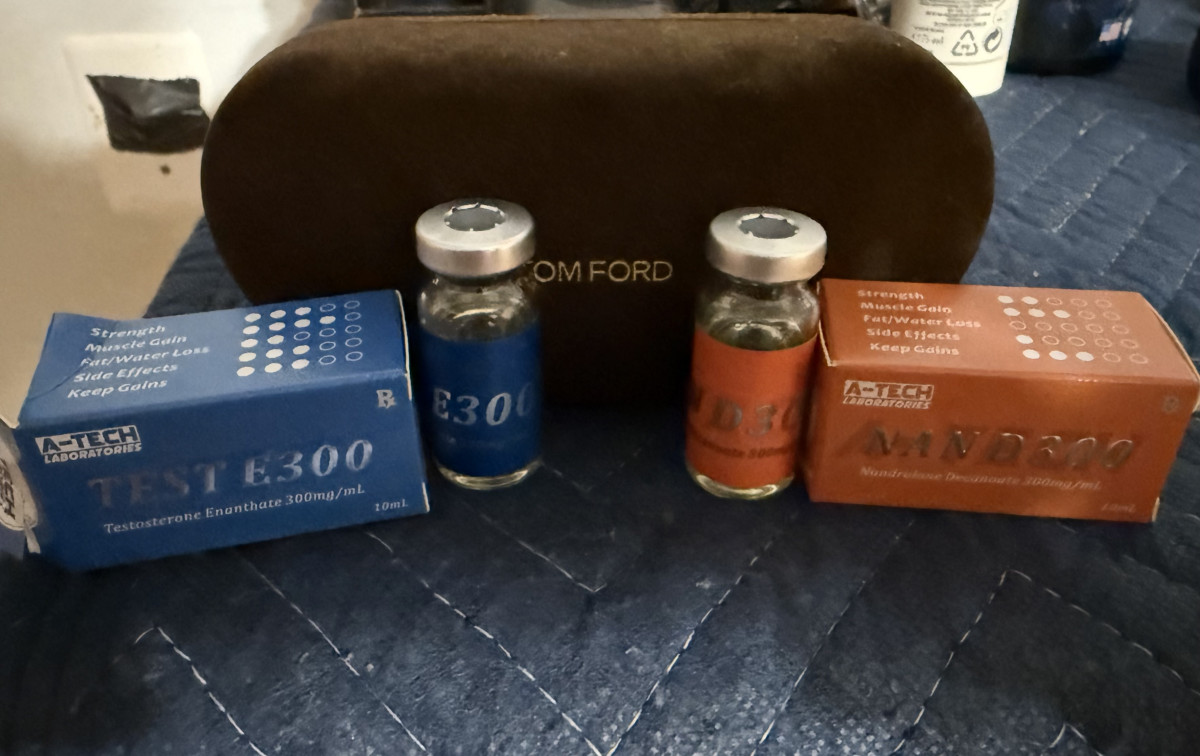 TOM FORD
Strength
Muscle Gain
Fat/Water Loss
Side Effects
Keep Gains
A-TECH
LABORATORIES
TEST E300
Testosterone Enanthate 300mg/mL
10mL
E300
D30
Strength
Muscle Gain
Fat/Water Loss
Side Effects
Keep Gains
A-TECH
LABORATORIES
NAND300
Nandrolone Decanoate 300mg/mL
10mL